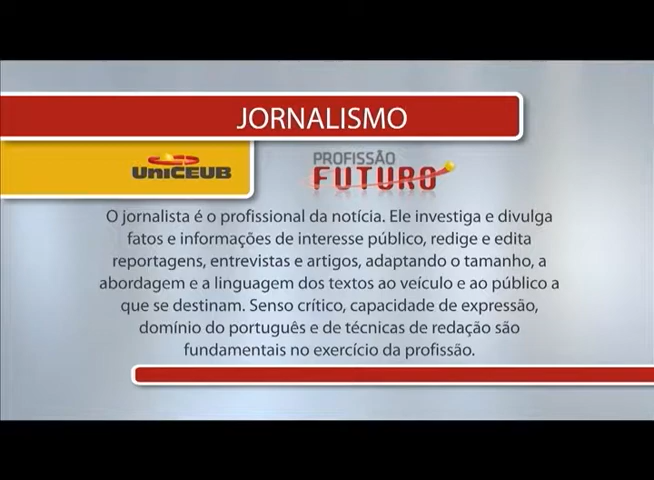 JORNALISMO
UniCEUB
PROFISSÃO
FUTURO
O jornalista é o profissional da notícia. Ele investiga e divulga
fatos e informações de interesse público, redige e edita
reportagens, entrevistas e artigos, adaptando o tamanho, a
abordagem e a linguagem dos textos ao veículo e ao público a
que se destinam. Senso crítico, capacidade de expressão,
domínio do português e de técnicas de redação são
fundamentais no exercício da profissão.